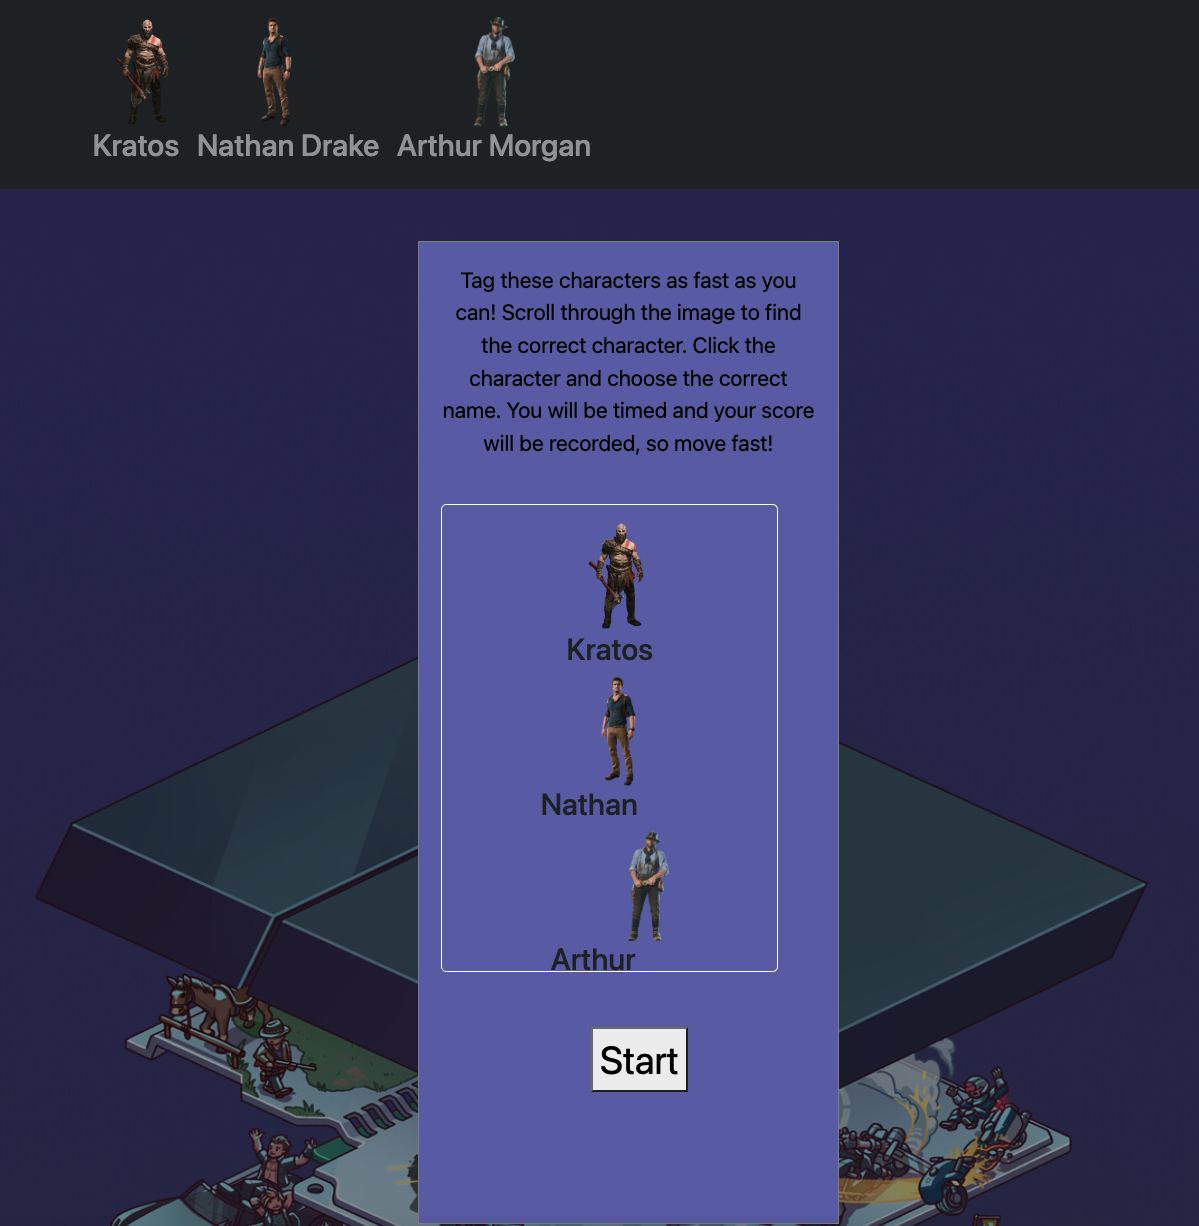 Kratos Nathan Drake Arthur Morgan
Tag these characters as fast as you
can! Scroll through the image to find
the correct character. Click the
character and choose the correct
name. You will be timed and your score
will be recorded, so move fast!
Kratos
Nathan
Arthur
Start